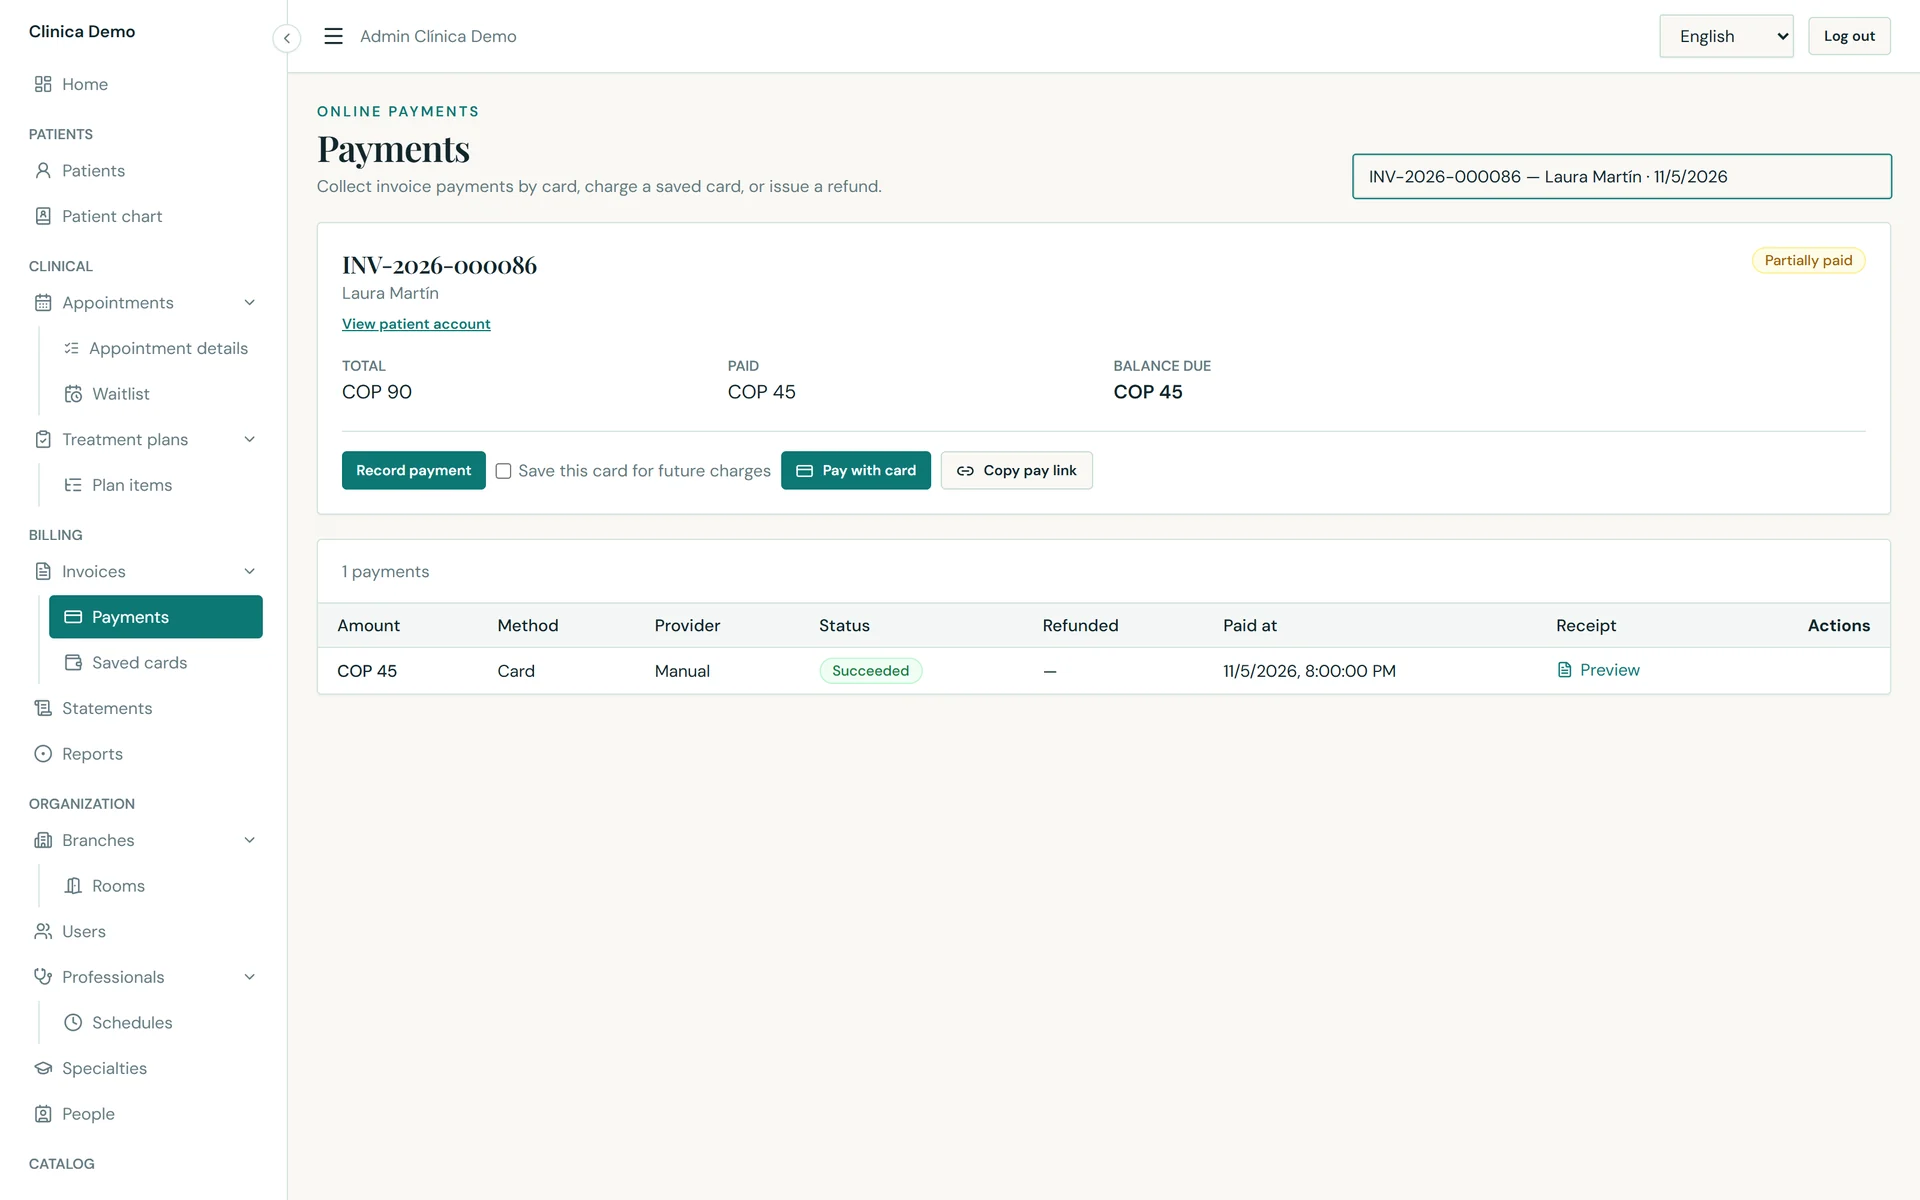 Clinica Demo
Home
PATIENTS
Patients
Patient chart
CLINICAL
Appointments
Appointment details
Waitlist
Treatment plans
Plan items
BILLING
Invoices
Payments
Saved cards
Statements
Reports
ORGANIZATION
Branches
Rooms
Users
Professionals
Schedules
Specialties
People
CATALOG
Admin Clínica Demo
English
Log out
ONLINE PAYMENTS
Payments
Collect invoice payments by card, charge a saved card, or issue a refund.
INV-2026-000086 — Laura Martín · 11/5/2026
INV-2026-000086
Partially paid
Laura Martín
View patient account
TOTAL PAID BALANCE DUE
COP 90 COP 45 COP 45
Record payment Save this card for future charges Pay with card Copy pay link
1 payments
Amount Method Provider Status Refunded Paid at Receipt Actions
COP 45 Card Manual Succeeded — 11/5/2026, 8:00:00 PM Preview